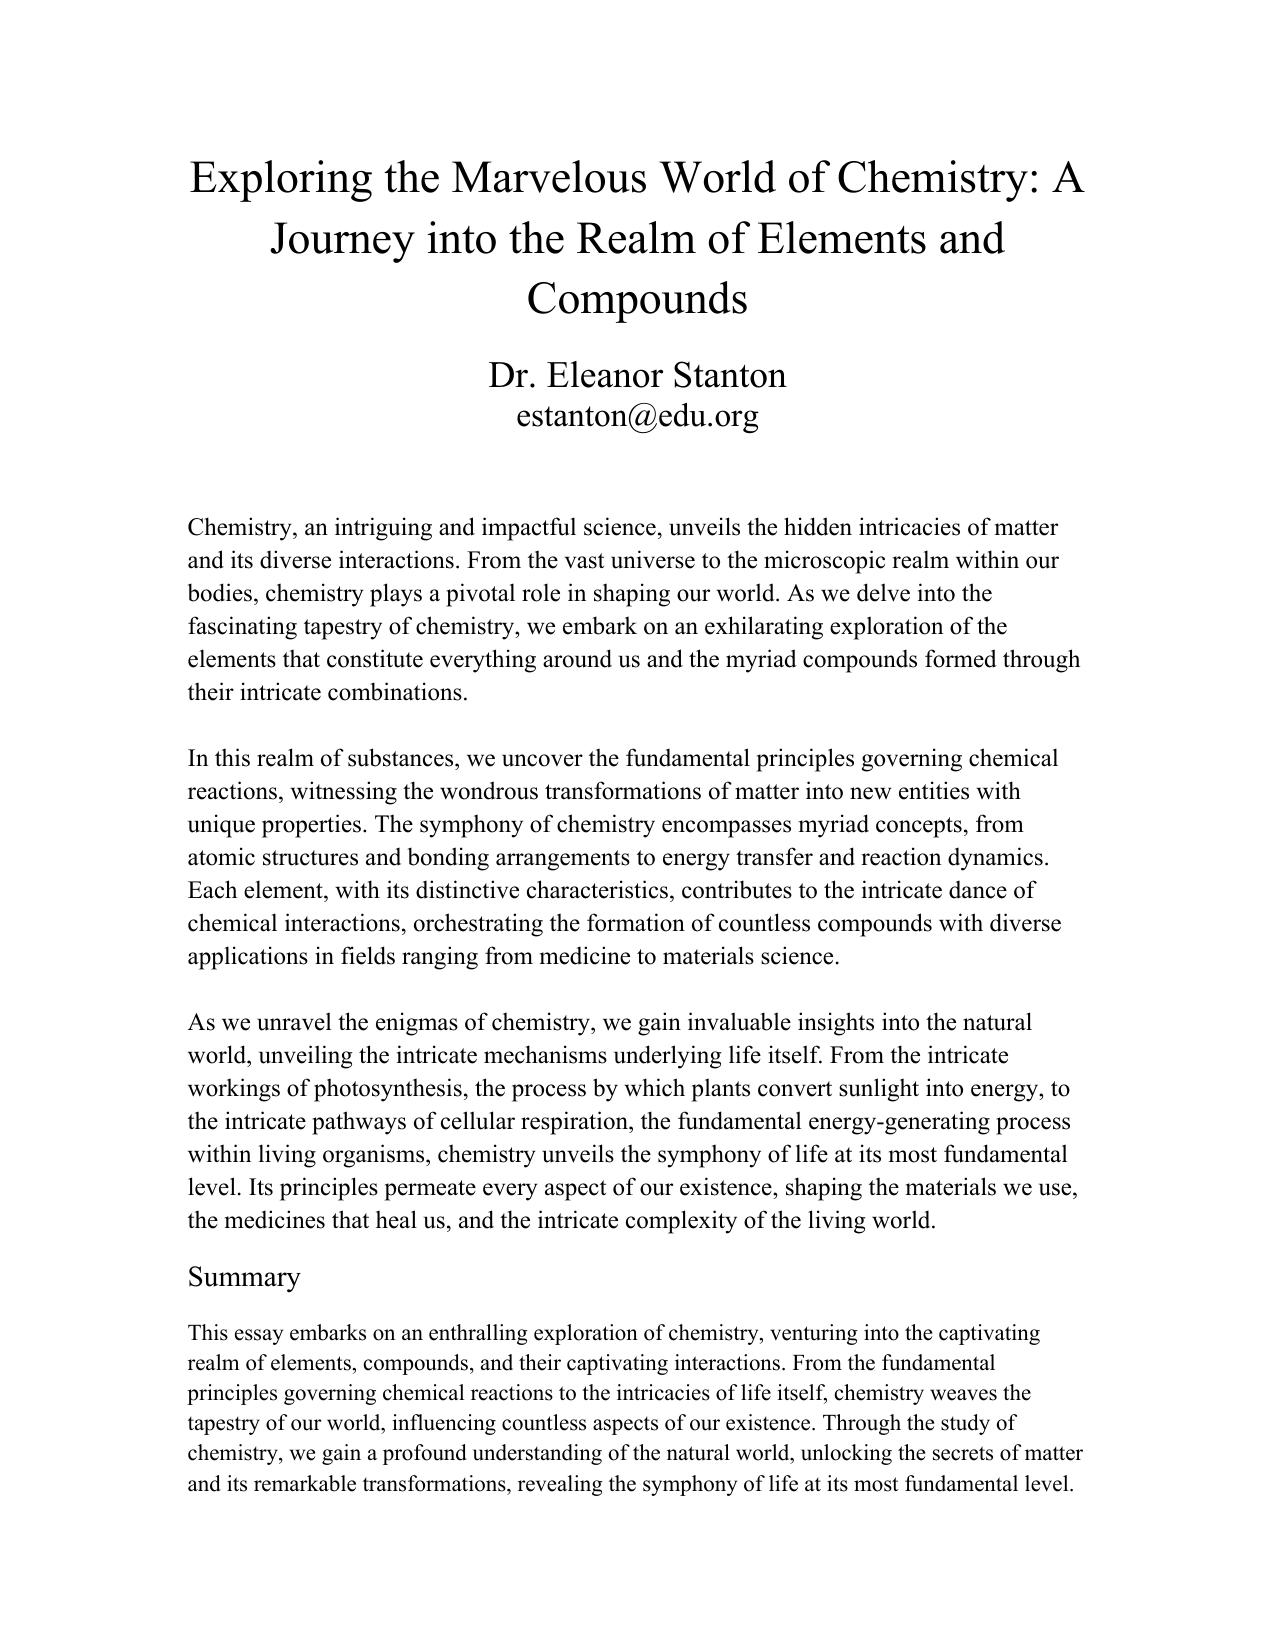 Exploring the Marvelous World of Chemistry: A
Journey into the Realm of Elements and
Compounds
Dr. Eleanor Stanton
estanton@edu.org
Chemistry, an intriguing and impactful science, unveils the hidden intricacies of matter
and its diverse interactions. From the vast universe to the microscopic realm within our
bodies, chemistry plays a pivotal role in shaping our world. As we delve into the
fascinating tapestry of chemistry, we embark on an exhilarating exploration of the
elements that constitute everything around us and the myriad compounds formed through
their intricate combinations.
In this realm of substances, we uncover the fundamental principles governing chemical
reactions, witnessing the wondrous transformations of matter into new entities with
unique properties. The symphony of chemistry encompasses myriad concepts, from
atomic structures and bonding arrangements to energy transfer and reaction dynamics.
Each element, with its distinctive characteristics, contributes to the intricate dance of
chemical interactions, orchestrating the formation of countless compounds with diverse
applications in fields ranging from medicine to materials science.
As we unravel the enigmas of chemistry, we gain invaluable insights into the natural
world, unveiling the intricate mechanisms underlying life itself. From the intricate
workings of photosynthesis, the process by which plants convert sunlight into energy, to
the intricate pathways of cellular respiration, the fundamental energy-generating process
within living organisms, chemistry unveils the symphony of life at its most fundamental
level. Its principles permeate every aspect of our existence, shaping the materials we use,
the medicines that heal us, and the intricate complexity of the living world.
Summary
This essay embarks on an enthralling exploration of chemistry, venturing into the captivating
realm of elements, compounds, and their captivating interactions. From the fundamental
principles governing chemical reactions to the intricacies of life itself, chemistry weaves the
tapestry of our world, influencing countless aspects of our existence. Through the study of
chemistry, we gain a profound understanding of the natural world, unlocking the secrets of matter
and its remarkable transformations, revealing the symphony of life at its most fundamental level.